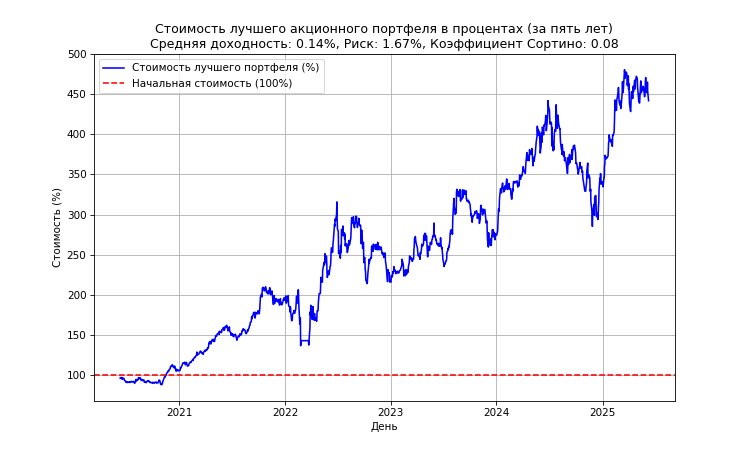 Стоимость лучшего акционного портфеля в процентах (за пять лет)
Средняя доходность: 0.14%, Риск: 1.67%, Коэффициент Сортино: 0.08
Стоимость лучшего портфеля (%)
Начальная стоимость (100%)
Стоимость (%)
500
450
400
350
300
250
200
150
100
2021
2022
2023
2024
2025
День